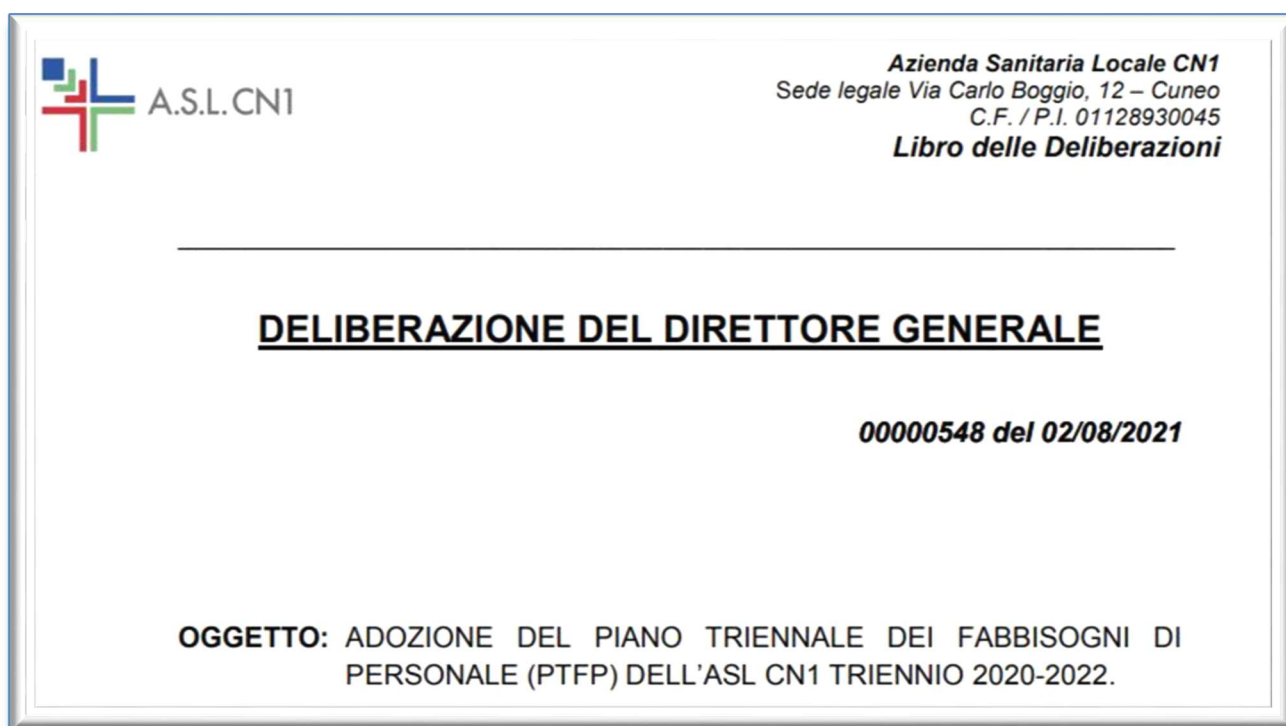 A.S.L. CN1
Azienda Sanitaria Locale CN1
Sede legale Via Carlo Boggio, 12 – Cuneo
C.F. / P.I. 01128930045
Libro delle Deliberazioni
DELIBERAZIONE DEL DIRETTORE GENERALE
00000548 del 02/08/2021
OGGETTO: ADOZIONE DEL PIANO TRIENNALE DEI FABBISOGNI DI
PERSONALE (PTFP) DELL'ASL CN1 TRIENNIO 2020-2022.